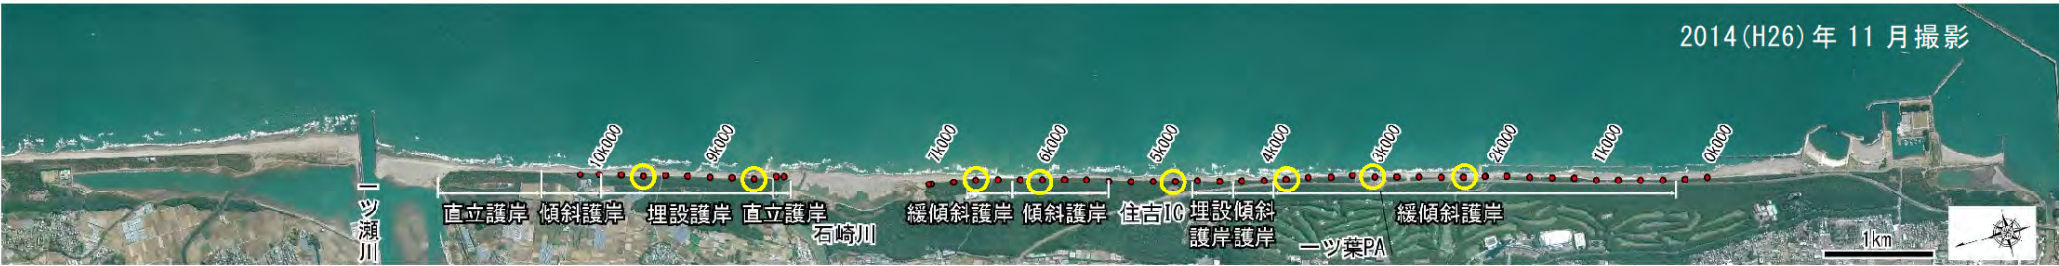 2014(H26)年 11 月撮影
10k000
9k000
7k000
6k000
5k000
4k000
3k000
2k000
1k000
0k000
一ツ瀬川
直立護岸
傾斜護岸
埋設護岸
直立護岸
石崎川
緩傾斜護岸
傾斜護岸
住吉IC
埋設護岸
傾斜護岸
一ツ葉PA
緩傾斜護岸
1km